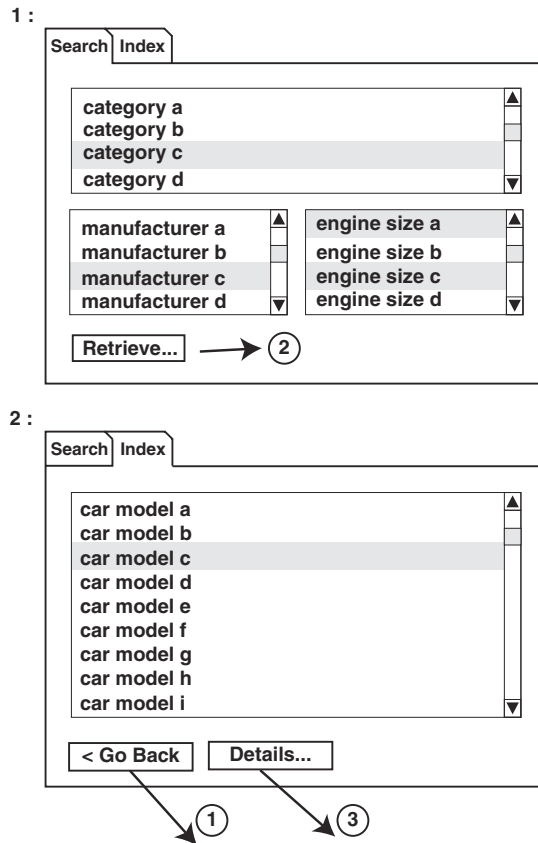 1 :
Search Index
category a
category b
category c
category d
manufacturer a
manufacturer b
manufacturer c
manufacturer d
engine size a
engine size b
engine size c
engine size d
Retrieve... 2
2 :
Search Index
car model a
car model b
car model c
car model d
car model e
car model f
car model g
car model h
car model i
< Go Back Details...
1 3